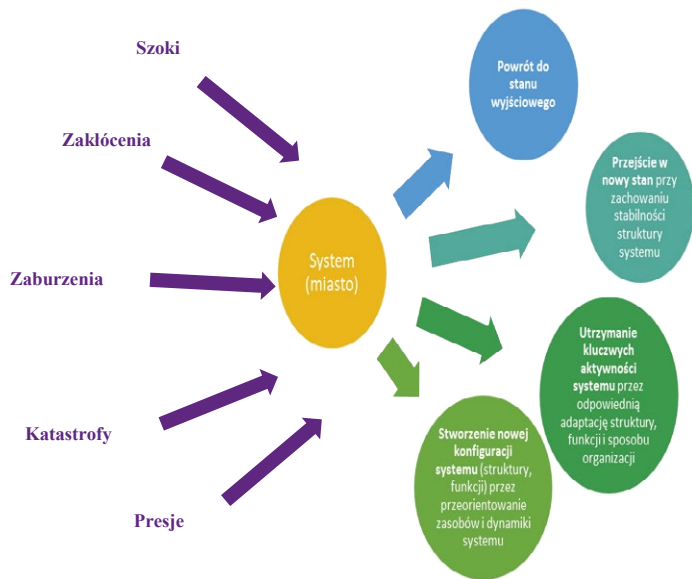 Szoki
Zakłócenia
Zaburzenia
Katastrofy
Presje
System
(miasto)
Powrót do
stanu
wyjściowego
Przejście w
nowy stan przy
zachowaniu
stabilności
struktury
systemu
Utrzymanie
kluczwych
aktywności
systemu przez
odpowiednią
adaptację struktury,
funkcji i sposobu
organizacji
Stworzenie nowej
konfiguracji
systemu (struktury,
funkcji) przez
przeorientowanie
zasobów i dynamiki
systemu